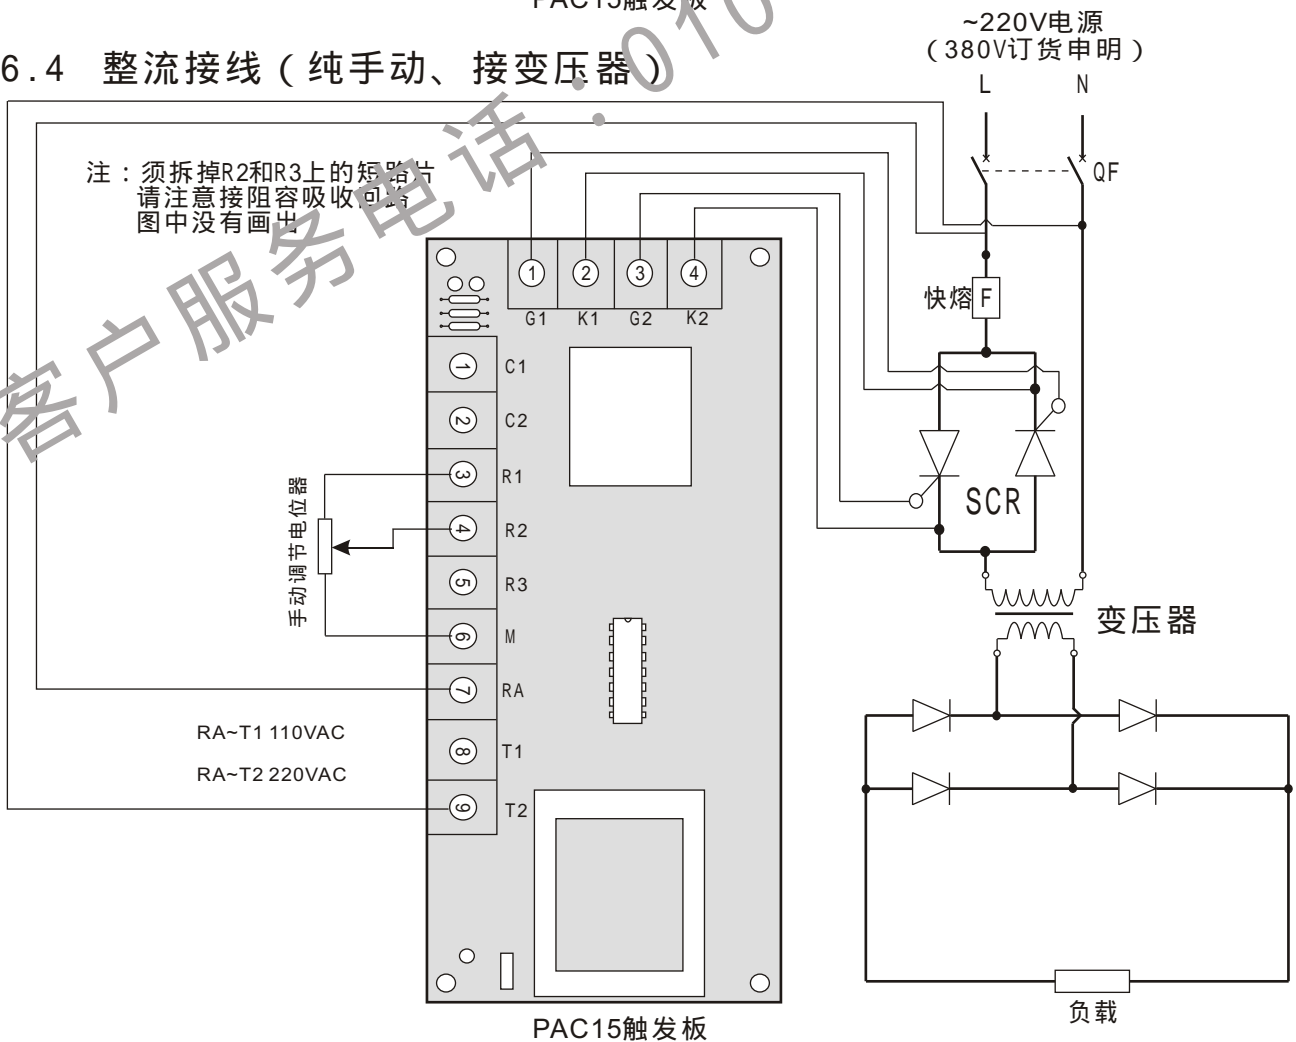 PAC15触发板
~220V电源
(380V订货申明)
6.4 整流接线(纯手动、接变压器)
L N
注:须拆掉R2和R3上的短路片
请注意接阻容吸收回路
图中没有画出
客户服务电话:010
QF
1 2 3 4
G1 K1 G2 K2
快熔 F
1 C1
2 C2
3 R1
4 R2
5 R3
6 M
7 RA
8 T1
9 T2
手动调节电位器
SCR
变压器
RA~T1 110VAC
RA~T2 220VAC
负载
PAC15触发板